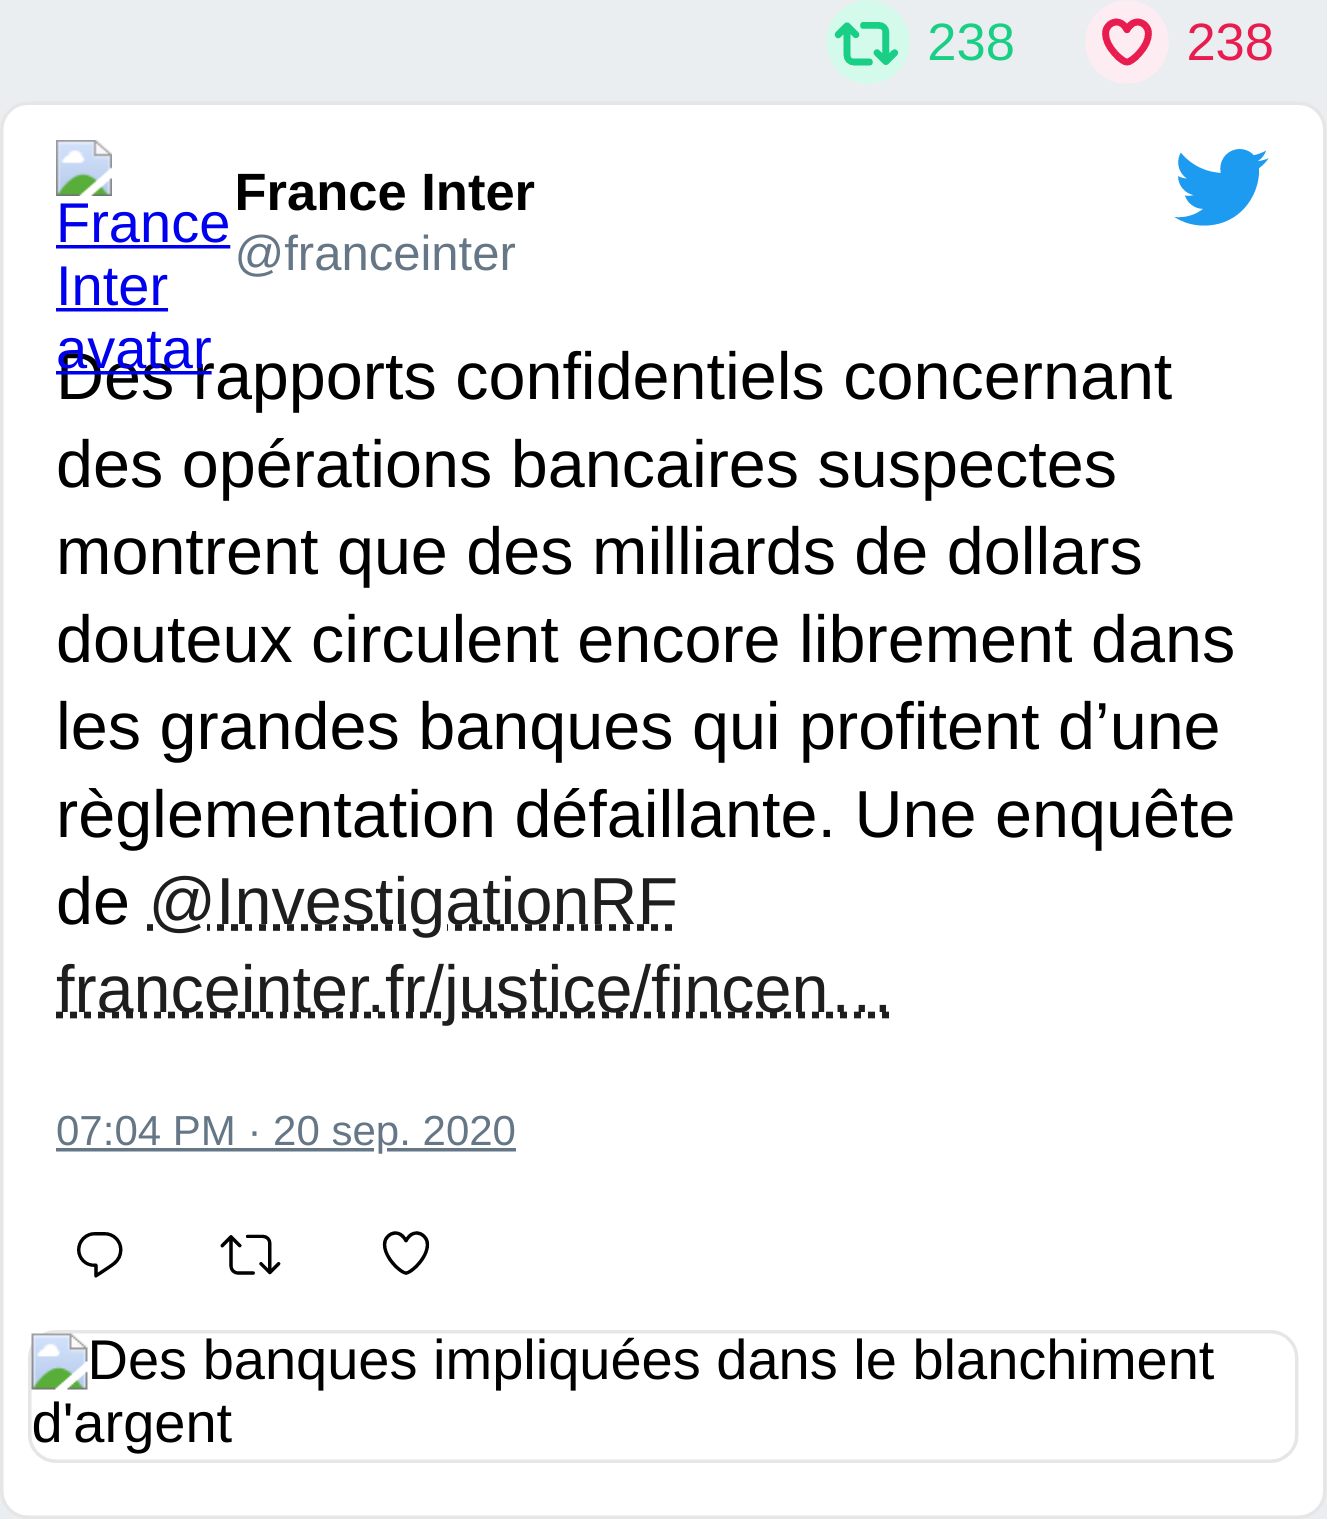 238 238
France Inter avatar
France Inter
@franceinter
Des rapports confidentiels concernant
des opérations bancaires suspectes
montrent que des milliards de dollars
douteux circulent encore librement dans
les grandes banques qui profitent d’une
règlementation défaillante. Une enquête
de @InvestigationRF
franceinter.fr/justice/fincen…
07:04 PM · 20 sep. 2020
Des banques impliquées dans le blanchiment
d'argent